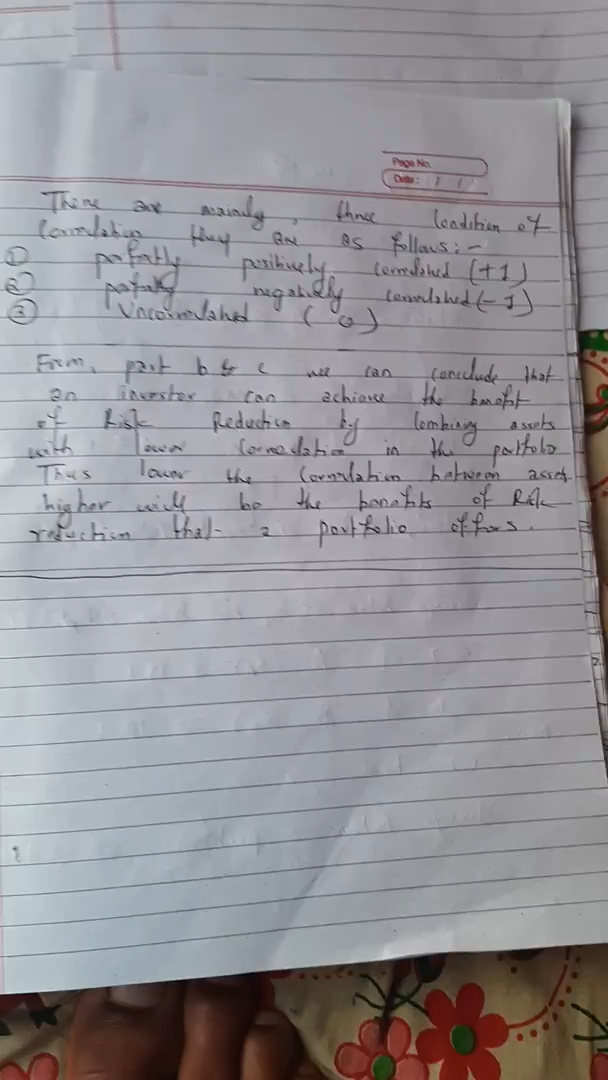 Page No.
Date : / /
There are mainly, three condition of
Correlation they are as follows:-
① perfectly positively correlated (+1)
② perfectly negatively correlated (-1)
③ Uncorrelated (0)
From, part b & c we can conclude that
an investor can achieve the benefit
of Risk Reduction by Combining assets
with lower Correlation in the portfolio
Thus lower the Correlation between assets
higher will be the benefits of Risk
reduction that a portfolio offers.